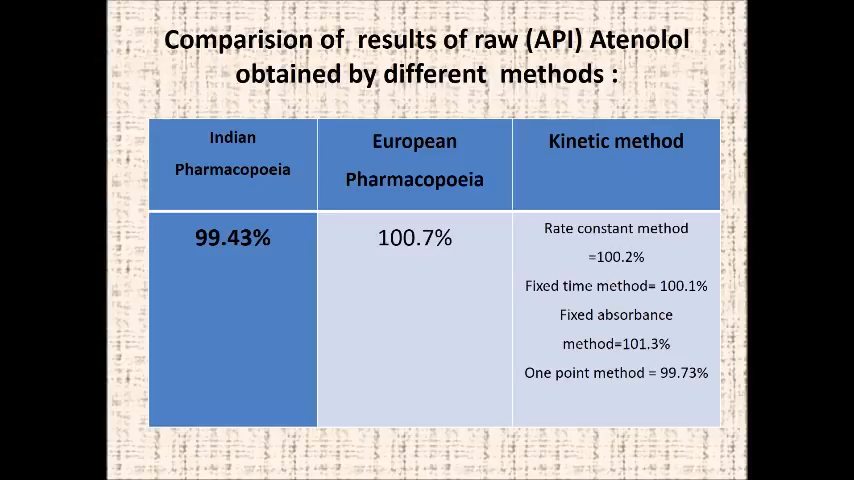 Comparision of results of raw (API) Atenolol
obtained by different methods :
Indian
Pharmacopoeia
European
Pharmacopoeia
Kinetic method
99.43%
100.7%
Rate constant method
=100.2%
Fixed time method= 100.1%
Fixed absorbance
method=101.3%
One point method = 99.73%